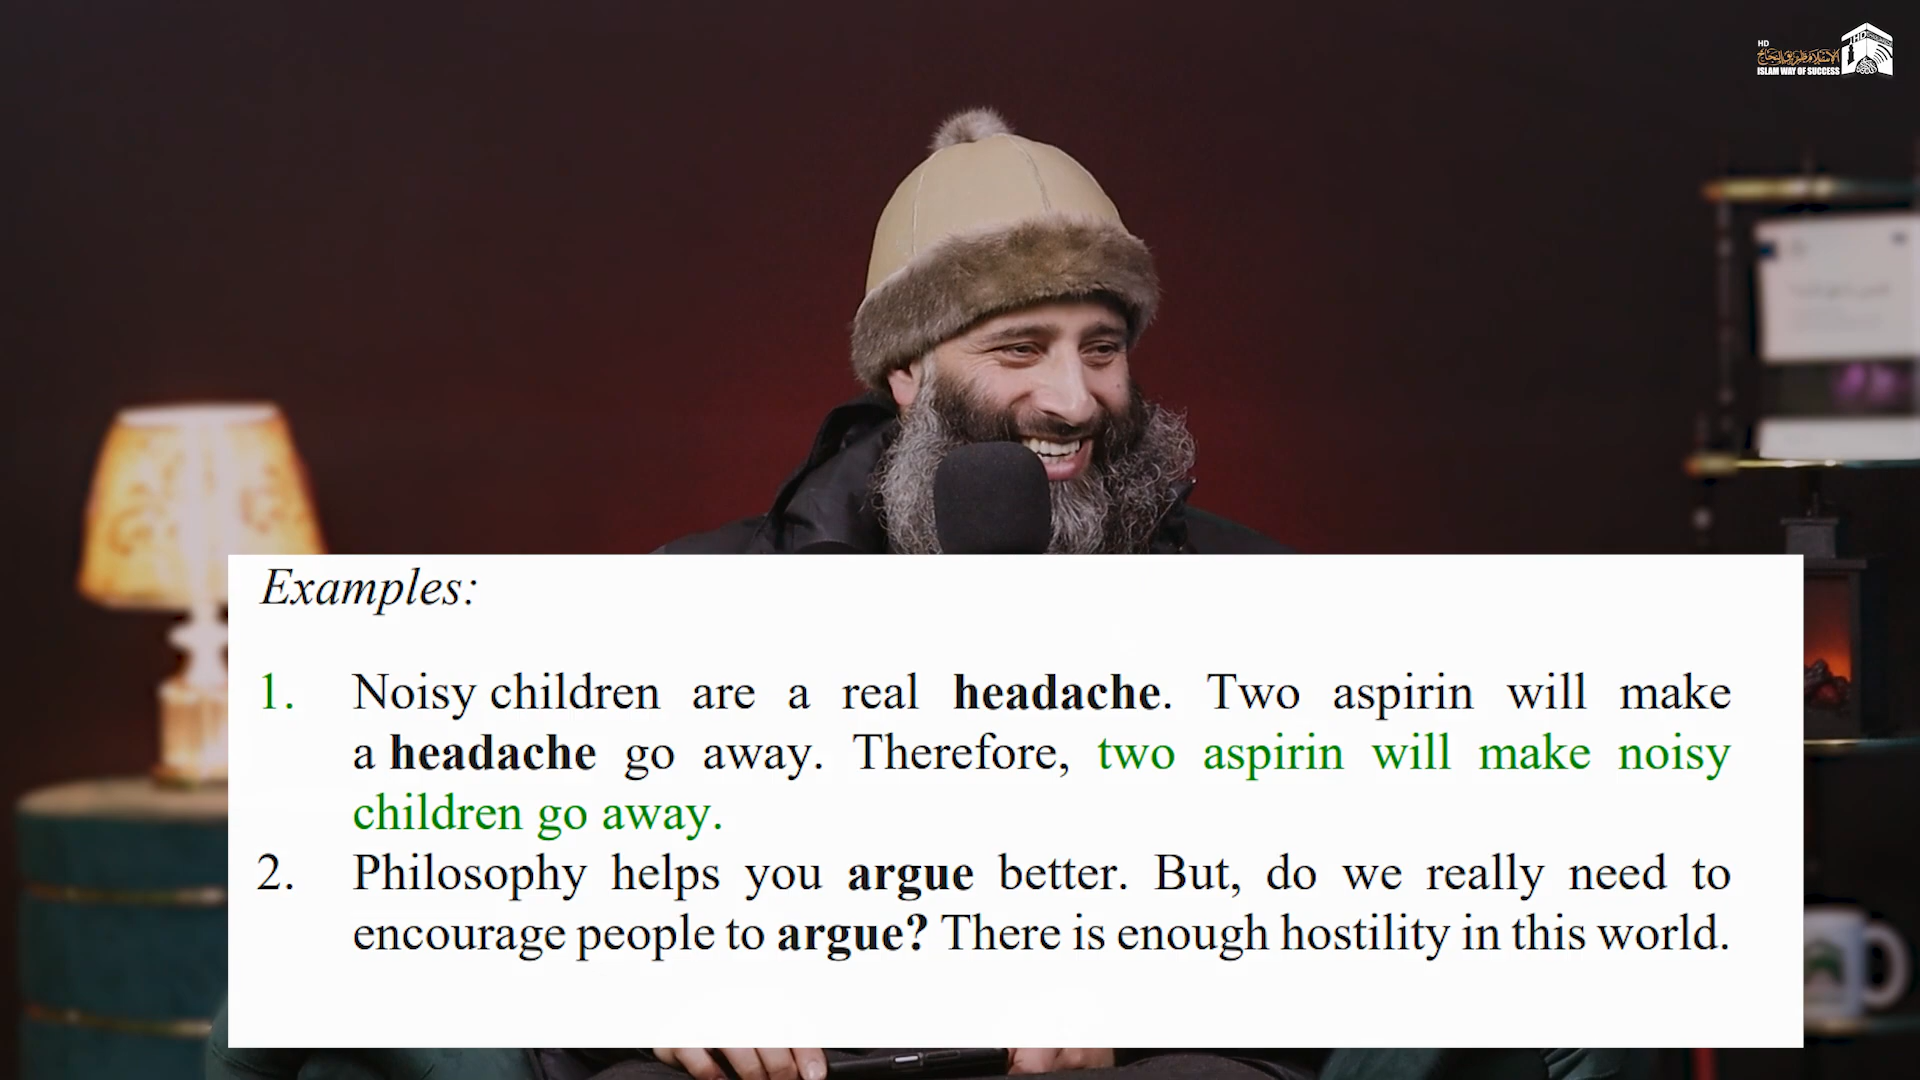 HD
ISLAM WAY OF SUCCESS
Examples:
1. Noisy children are a real headache. Two aspirin will make
a headache go away. Therefore, two aspirin will make noisy
children go away.
2. Philosophy helps you argue better. But, do we really need to
encourage people to argue? There is enough hostility in this world.